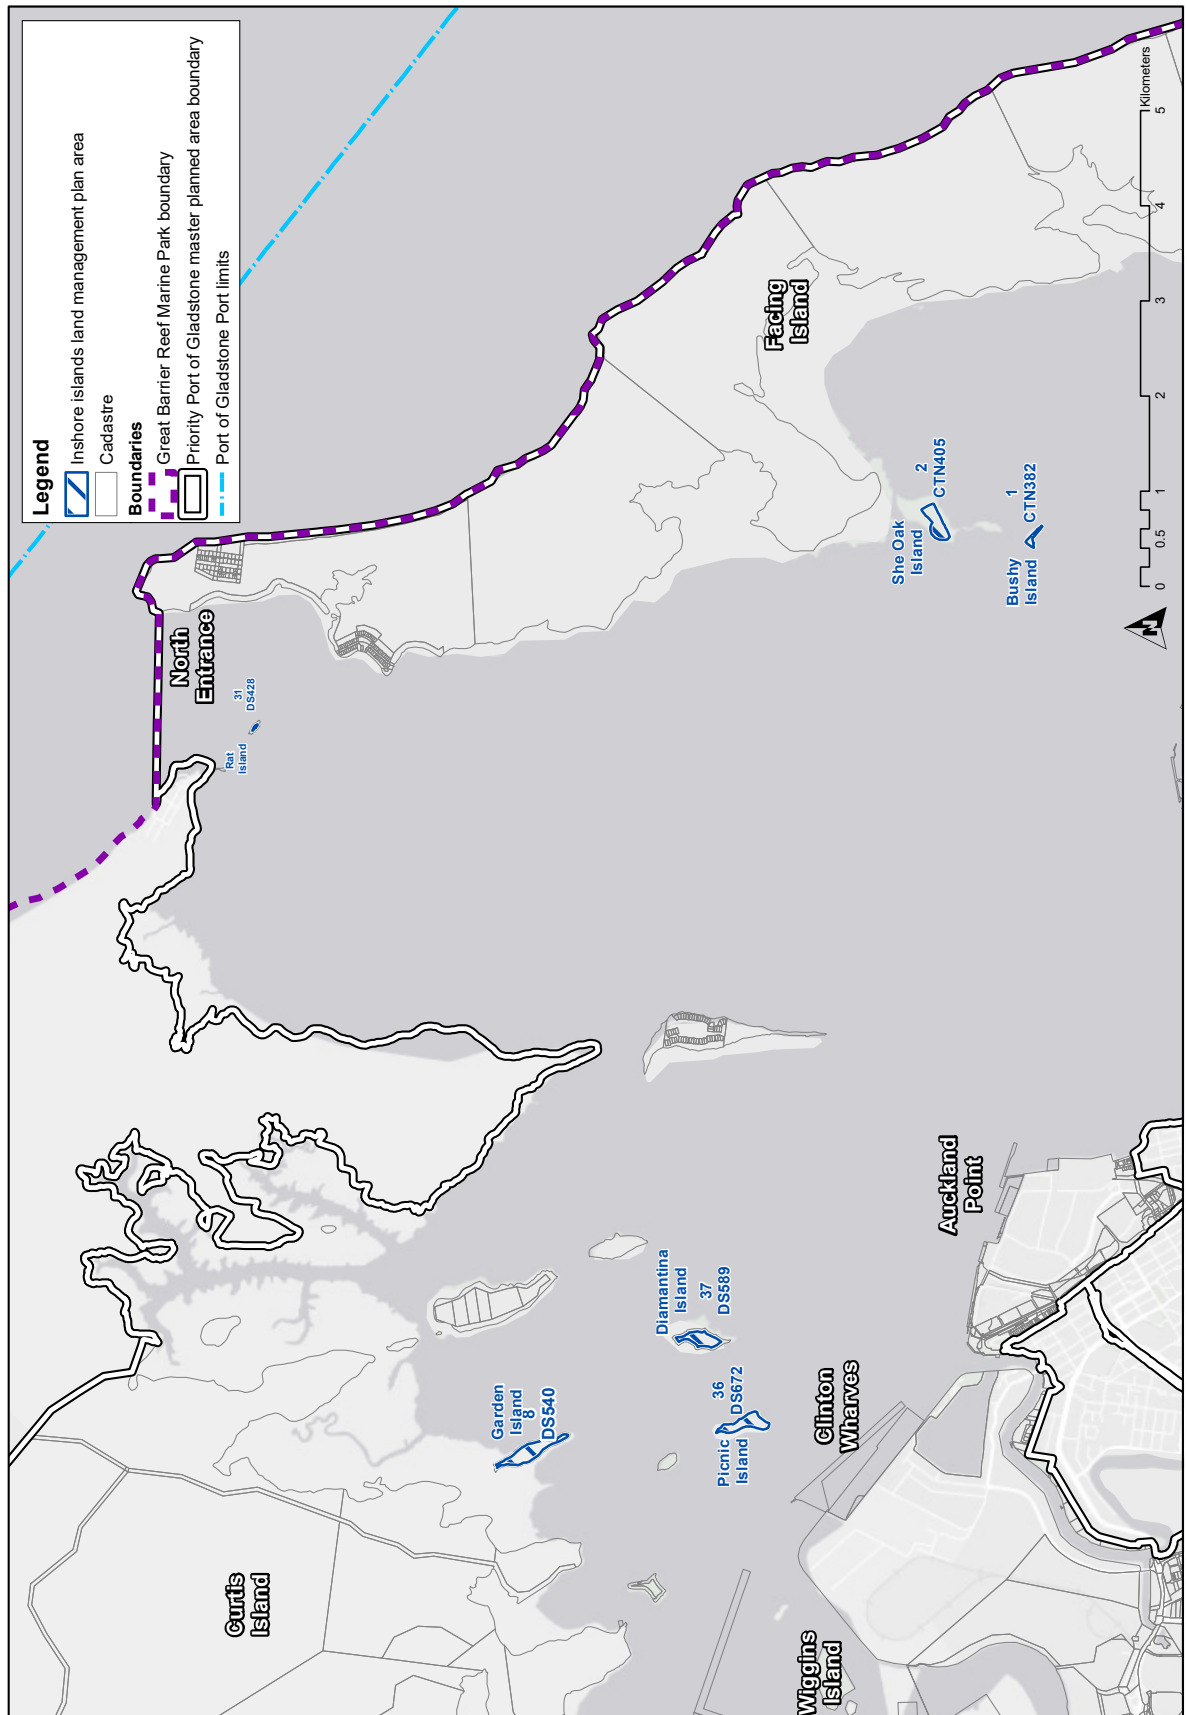 Legend
Inshore islands land management plan area
Cadastre
Boundaries
Great Barrier Reef Marine Park boundary
Priority Port of Gladstone master planned area boundary
Port of Gladstone Port limits
Curtis
Island
North
Entrance
Rat
Island
31
DS428
Garden
Island
8
DS540
Diamantina
Island
37
DS589
Picnic
Island
36
DS672
Facing
Island
Clinton
Wharves
Wiggins
Island
Auckland
Point
She Oak
Island
2
CTN405
Bushy
Island
1
CTN382
N
0 0.5 1 2 3 4 5
Kilometers